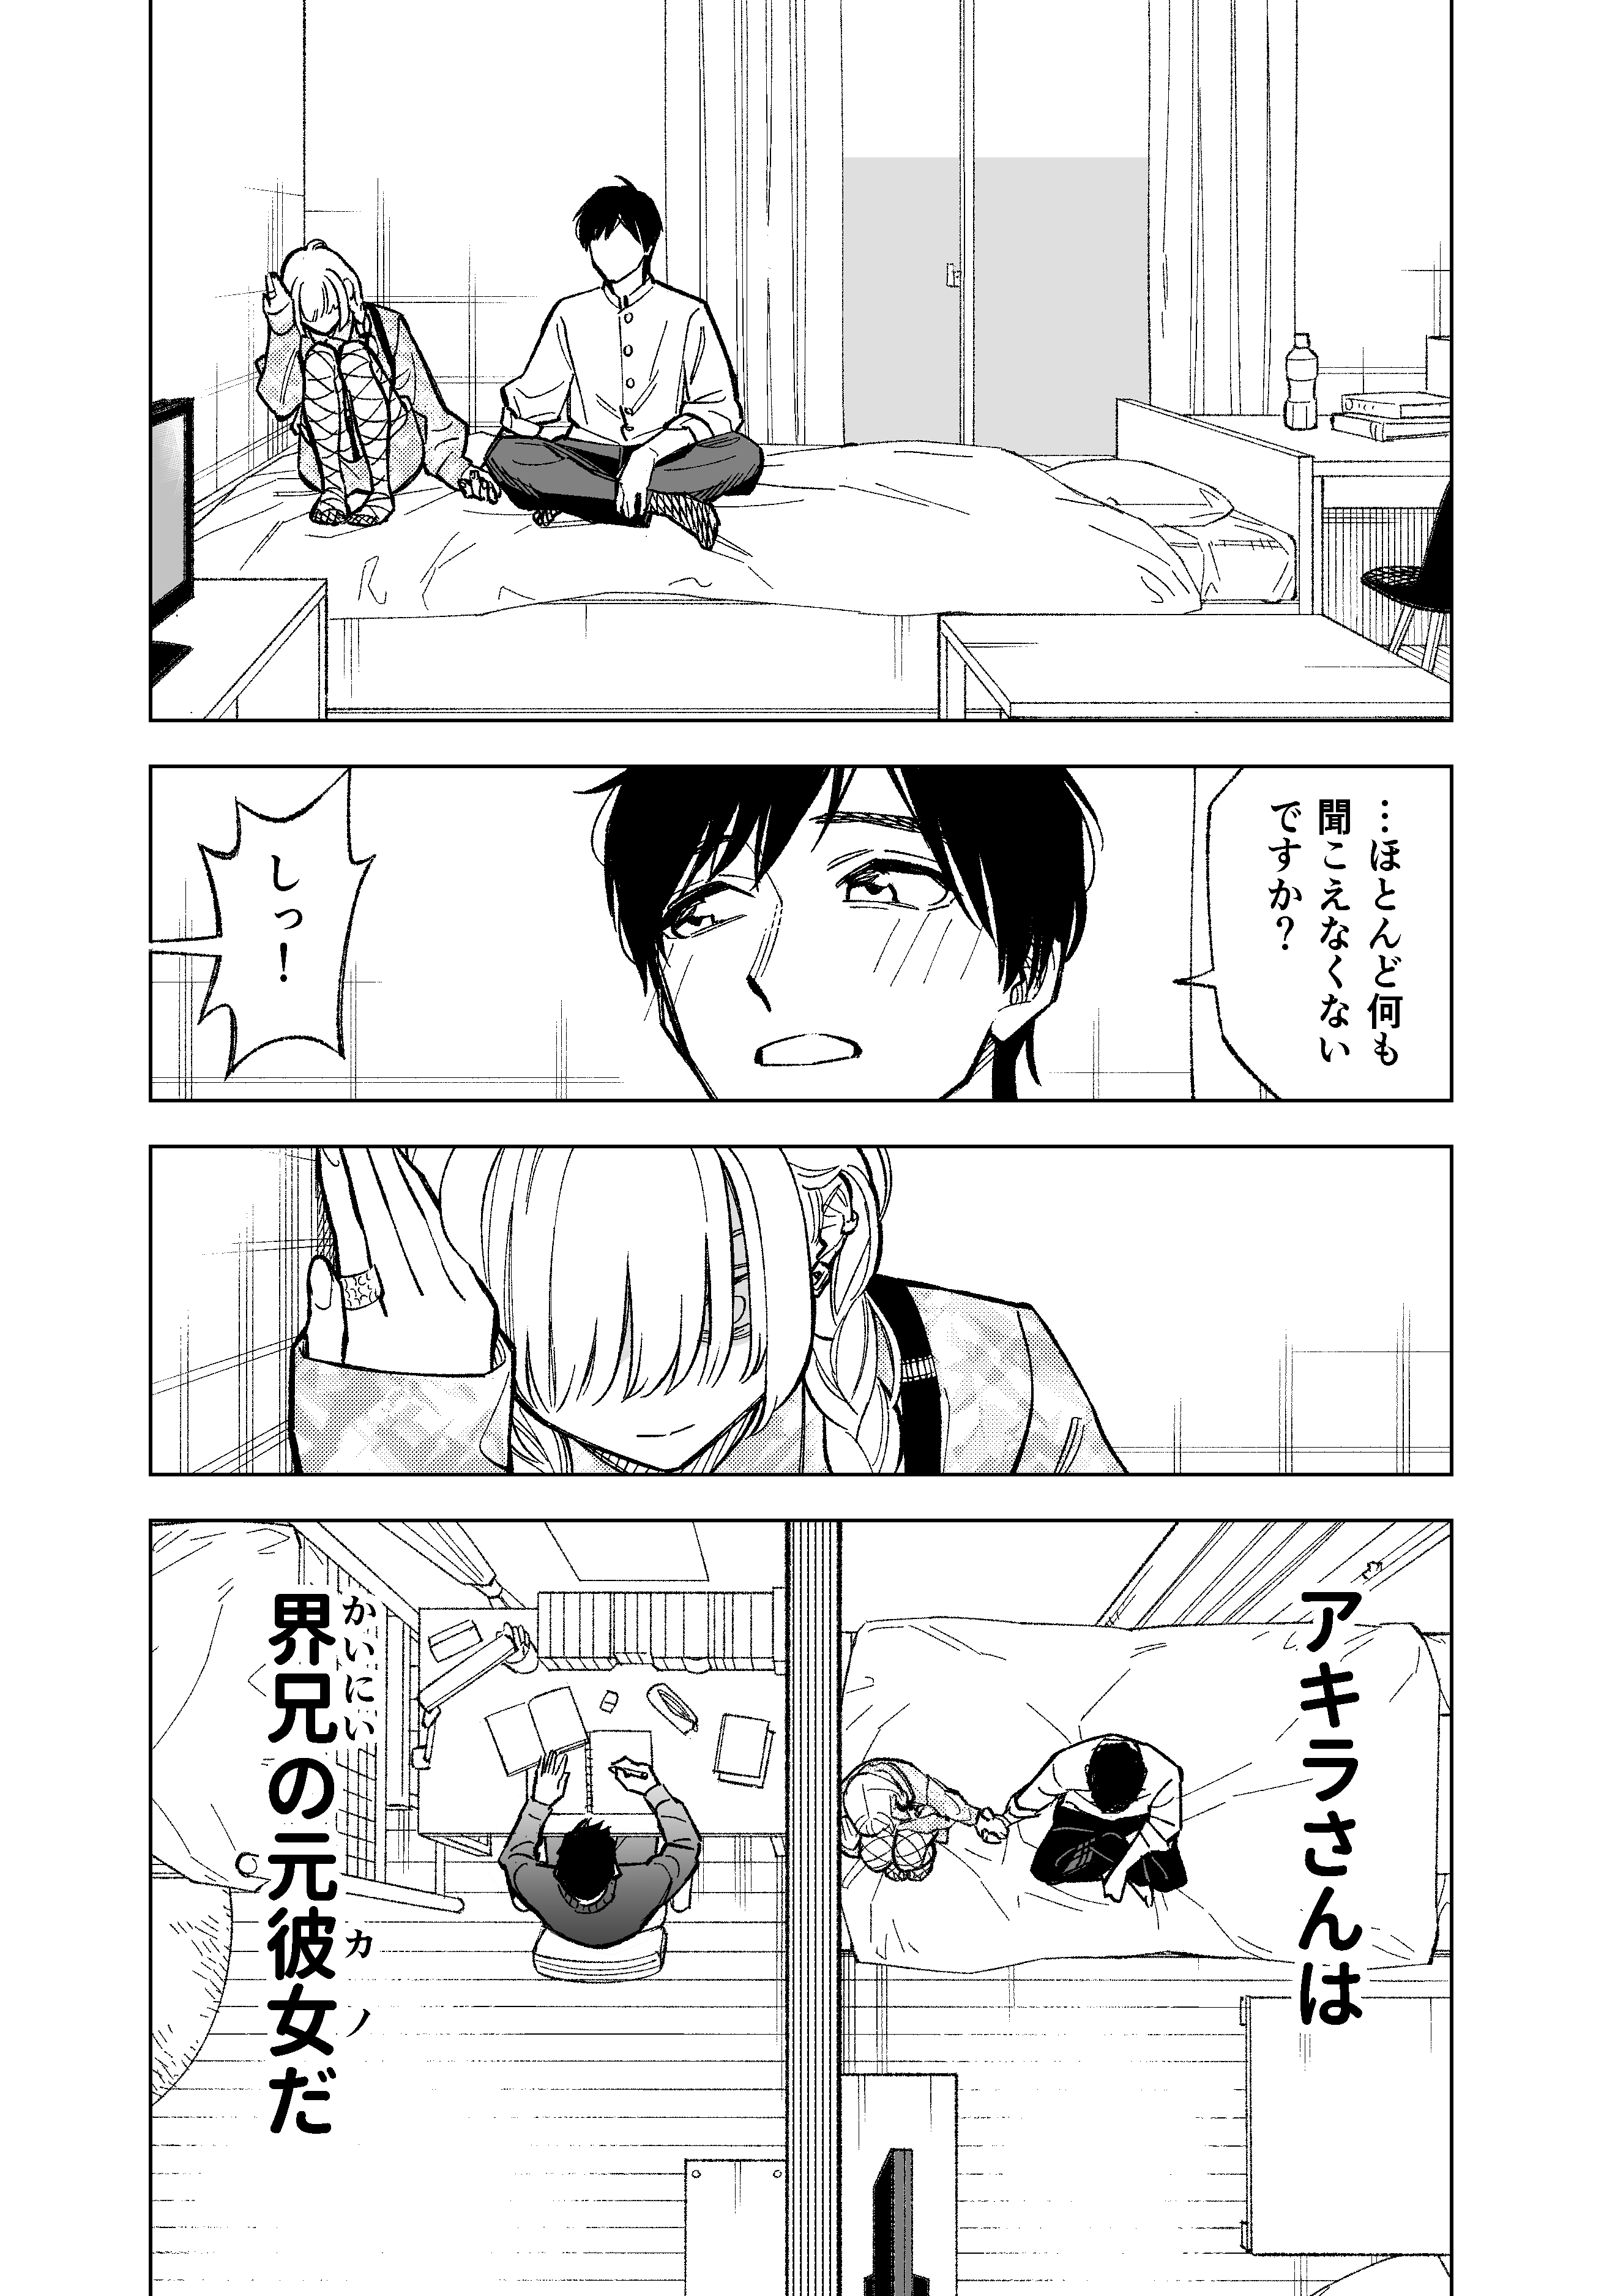 …ほとんど何も
聞こえなくない
ですか?
しっ!
アキラさんは
界兄の元彼女だ
かいにい
カノ